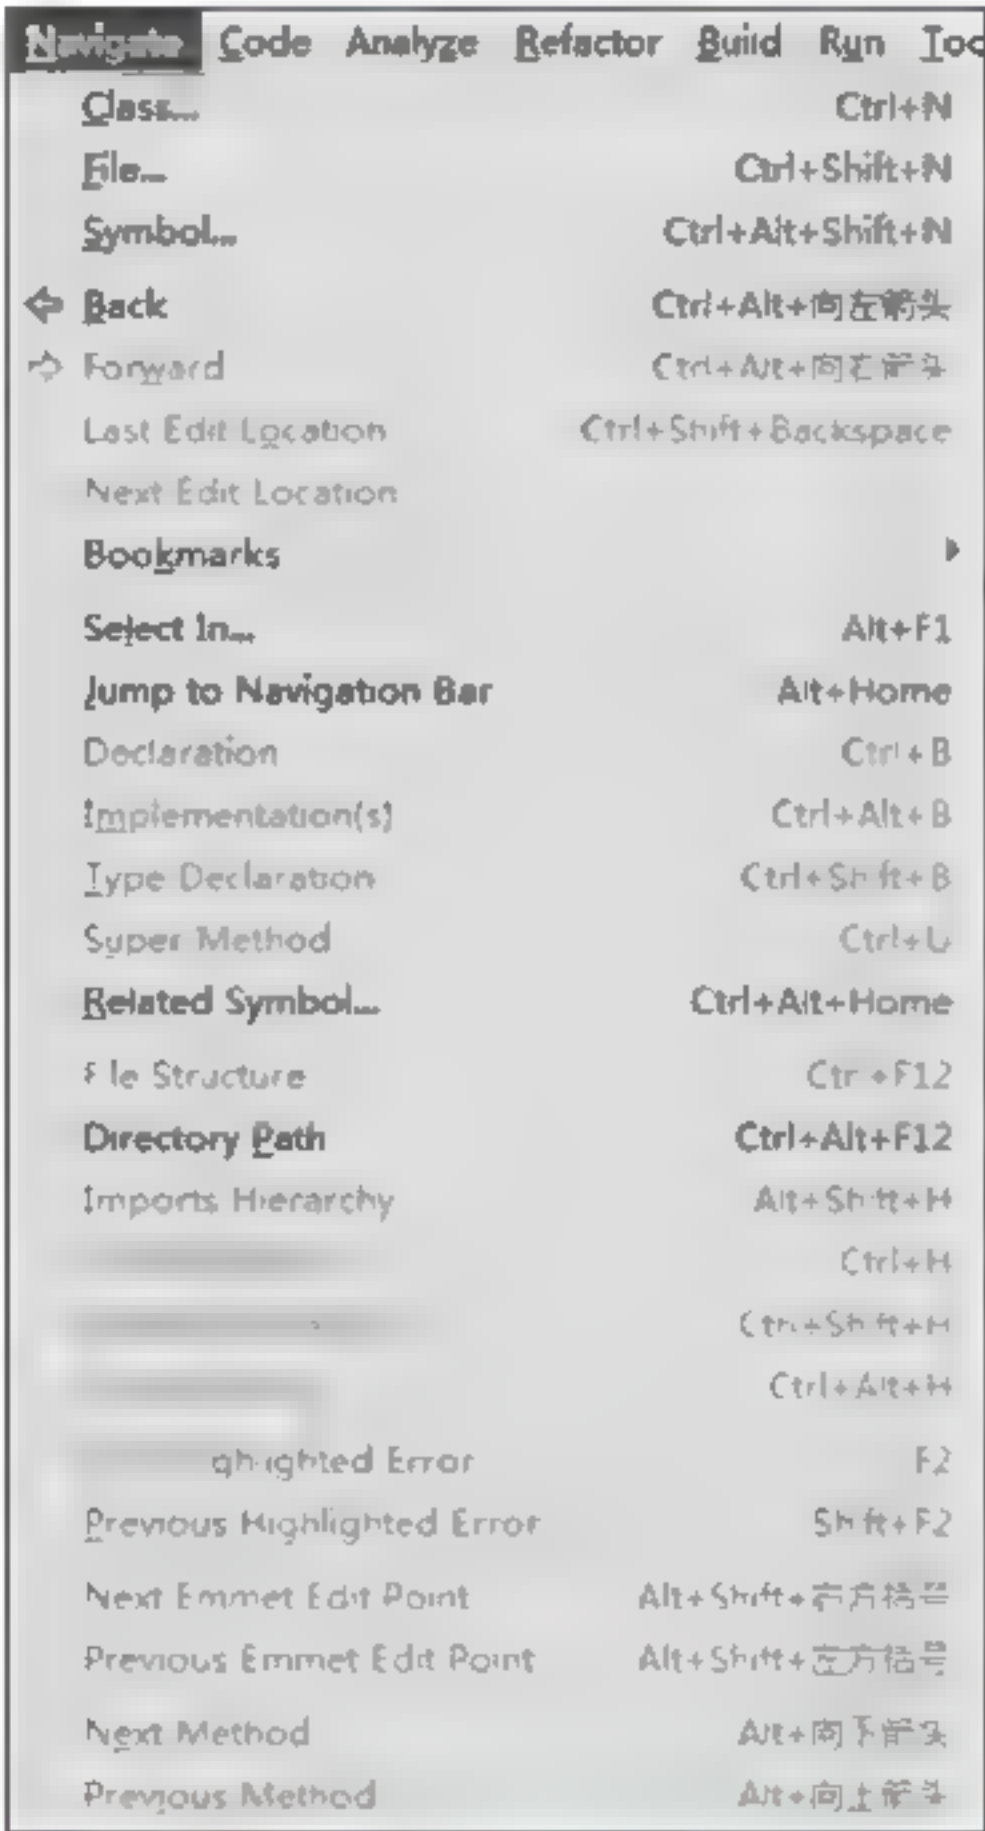 Navigate Code Analyze Refactor Build Run Too
Class... Ctrl+N
File... Ctrl+Shift+N
Symbol... Ctrl+Alt+Shift+N
Back Ctrl+Alt+向左箭头
Forward Ctrl+Alt+向右箭头
Last Edit Location Ctrl+Shift+Backspace
Next Edit Location
Bookmarks
Select In... Alt+F1
Jump to Navigation Bar Alt+Home
Declaration Ctrl+B
Implementation(s) Ctrl+Alt+B
Type Declaration Ctrl+Shift+B
Super Method Ctrl+U
Related Symbol... Ctrl+Alt+Home
File Structure Ctrl+F12
Directory Path Ctrl+Alt+F12
Imports Hierarchy Alt+Shift+H
Ctrl+H
Ctrl+Shift+H
Ctrl+Alt+H
ghlighted Error F2
Previous Highlighted Error Shift+F2
Next Emmet Edit Point Alt+Shift+右方括号
Previous Emmet Edit Point Alt+Shift+左方括号
Next Method Alt+向下箭头
Previous Method Alt+向上箭头